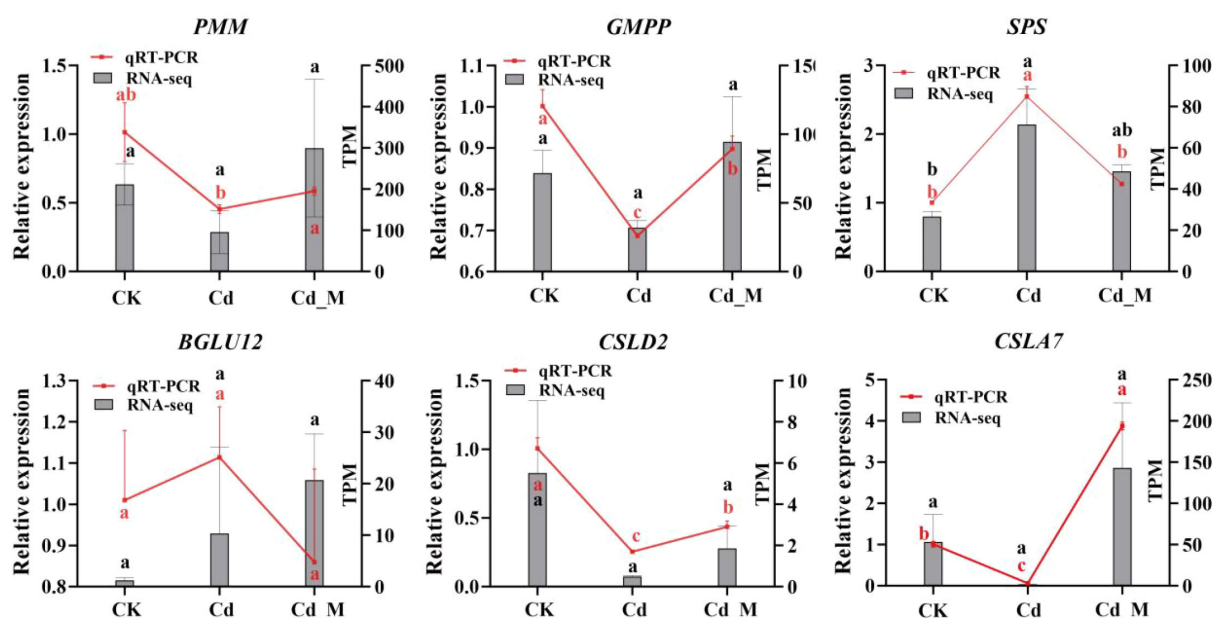 PMM
qRT-PCR
RNA-seq
Relative expression
1.5
1.0
0.5
0.0
500
400
300
200
100
0
TPM
ab
a
a
b
a
a
CK
Cd
Cd_M
GMPP
qRT-PCR
RNA-seq
Relative expression
1.1
1.0
0.9
0.8
0.7
0.6
100
50
0
TPM
a
a
a
c
a
b
CK
Cd
Cd_M
SPS
qRT-PCR
RNA-seq
Relative expression
3
2
1
0
100
80
60
40
20
0
TPM
b
b
a
a
ab
b
CK
Cd
Cd_M
BGLU12
qRT-PCR
RNA-seq
Relative expression
1.3
1.2
1.1
1.0
0.9
0.8
40
30
20
10
0
TPM
a
a
a
a
a
a
CK
Cd
Cd_M
CSLD2
qRT-PCR
RNA-seq
Relative expression
1.5
1.0
0.5
0.0
10
8
6
4
2
0
TPM
a
a
c
a
a
b
CK
Cd
Cd_M
CSLA7
qRT-PCR
RNA-seq
Relative expression
5
4
3
2
1
0
250
200
150
100
50
0
TPM
a
b
a
c
a
a
CK
Cd
Cd_M